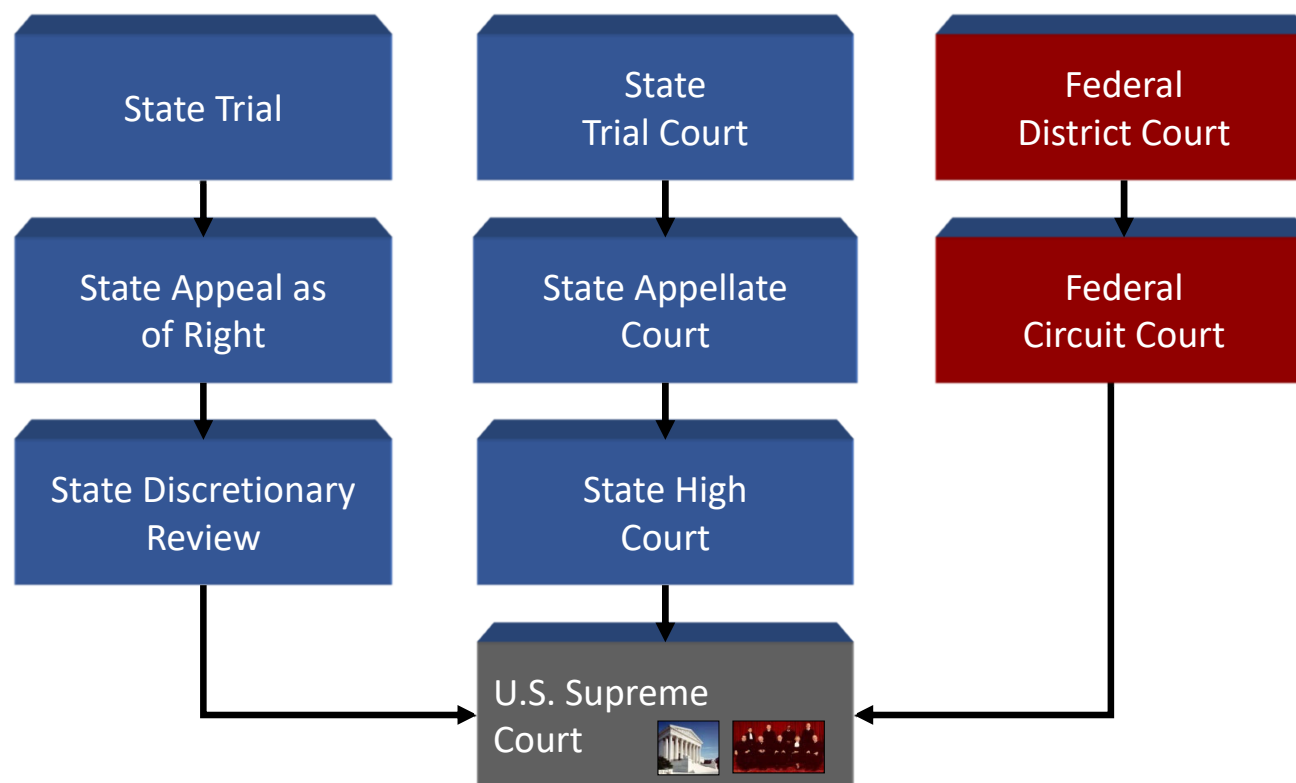 State Trial
State
Trial Court
Federal
District Court
State Appeal as
of Right
State Appellate
Court
Federal
Circuit Court
State Discretionary
Review
State High
Court
U.S. Supreme
Court